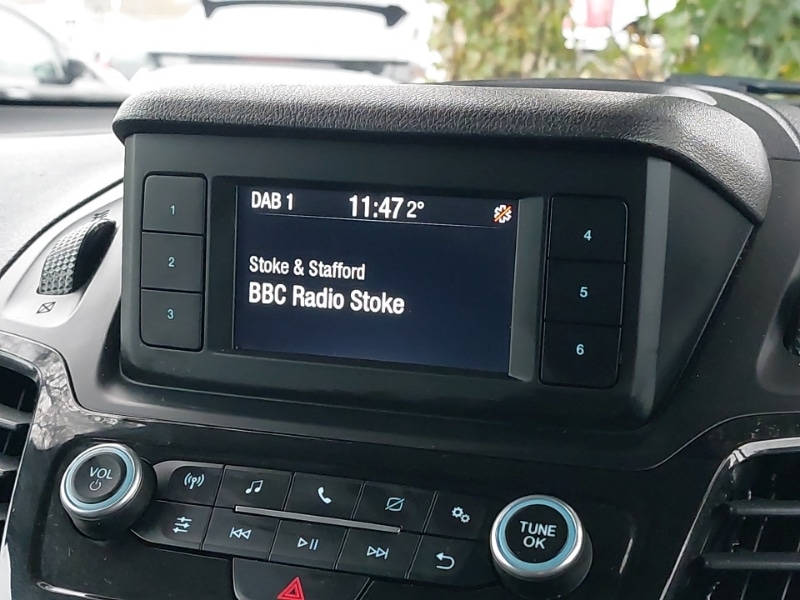 DAB 1 11:47 2°
Stoke & Stafford
BBC Radio Stoke
1
2
3
4
5
6
VOL
TUNE
OK